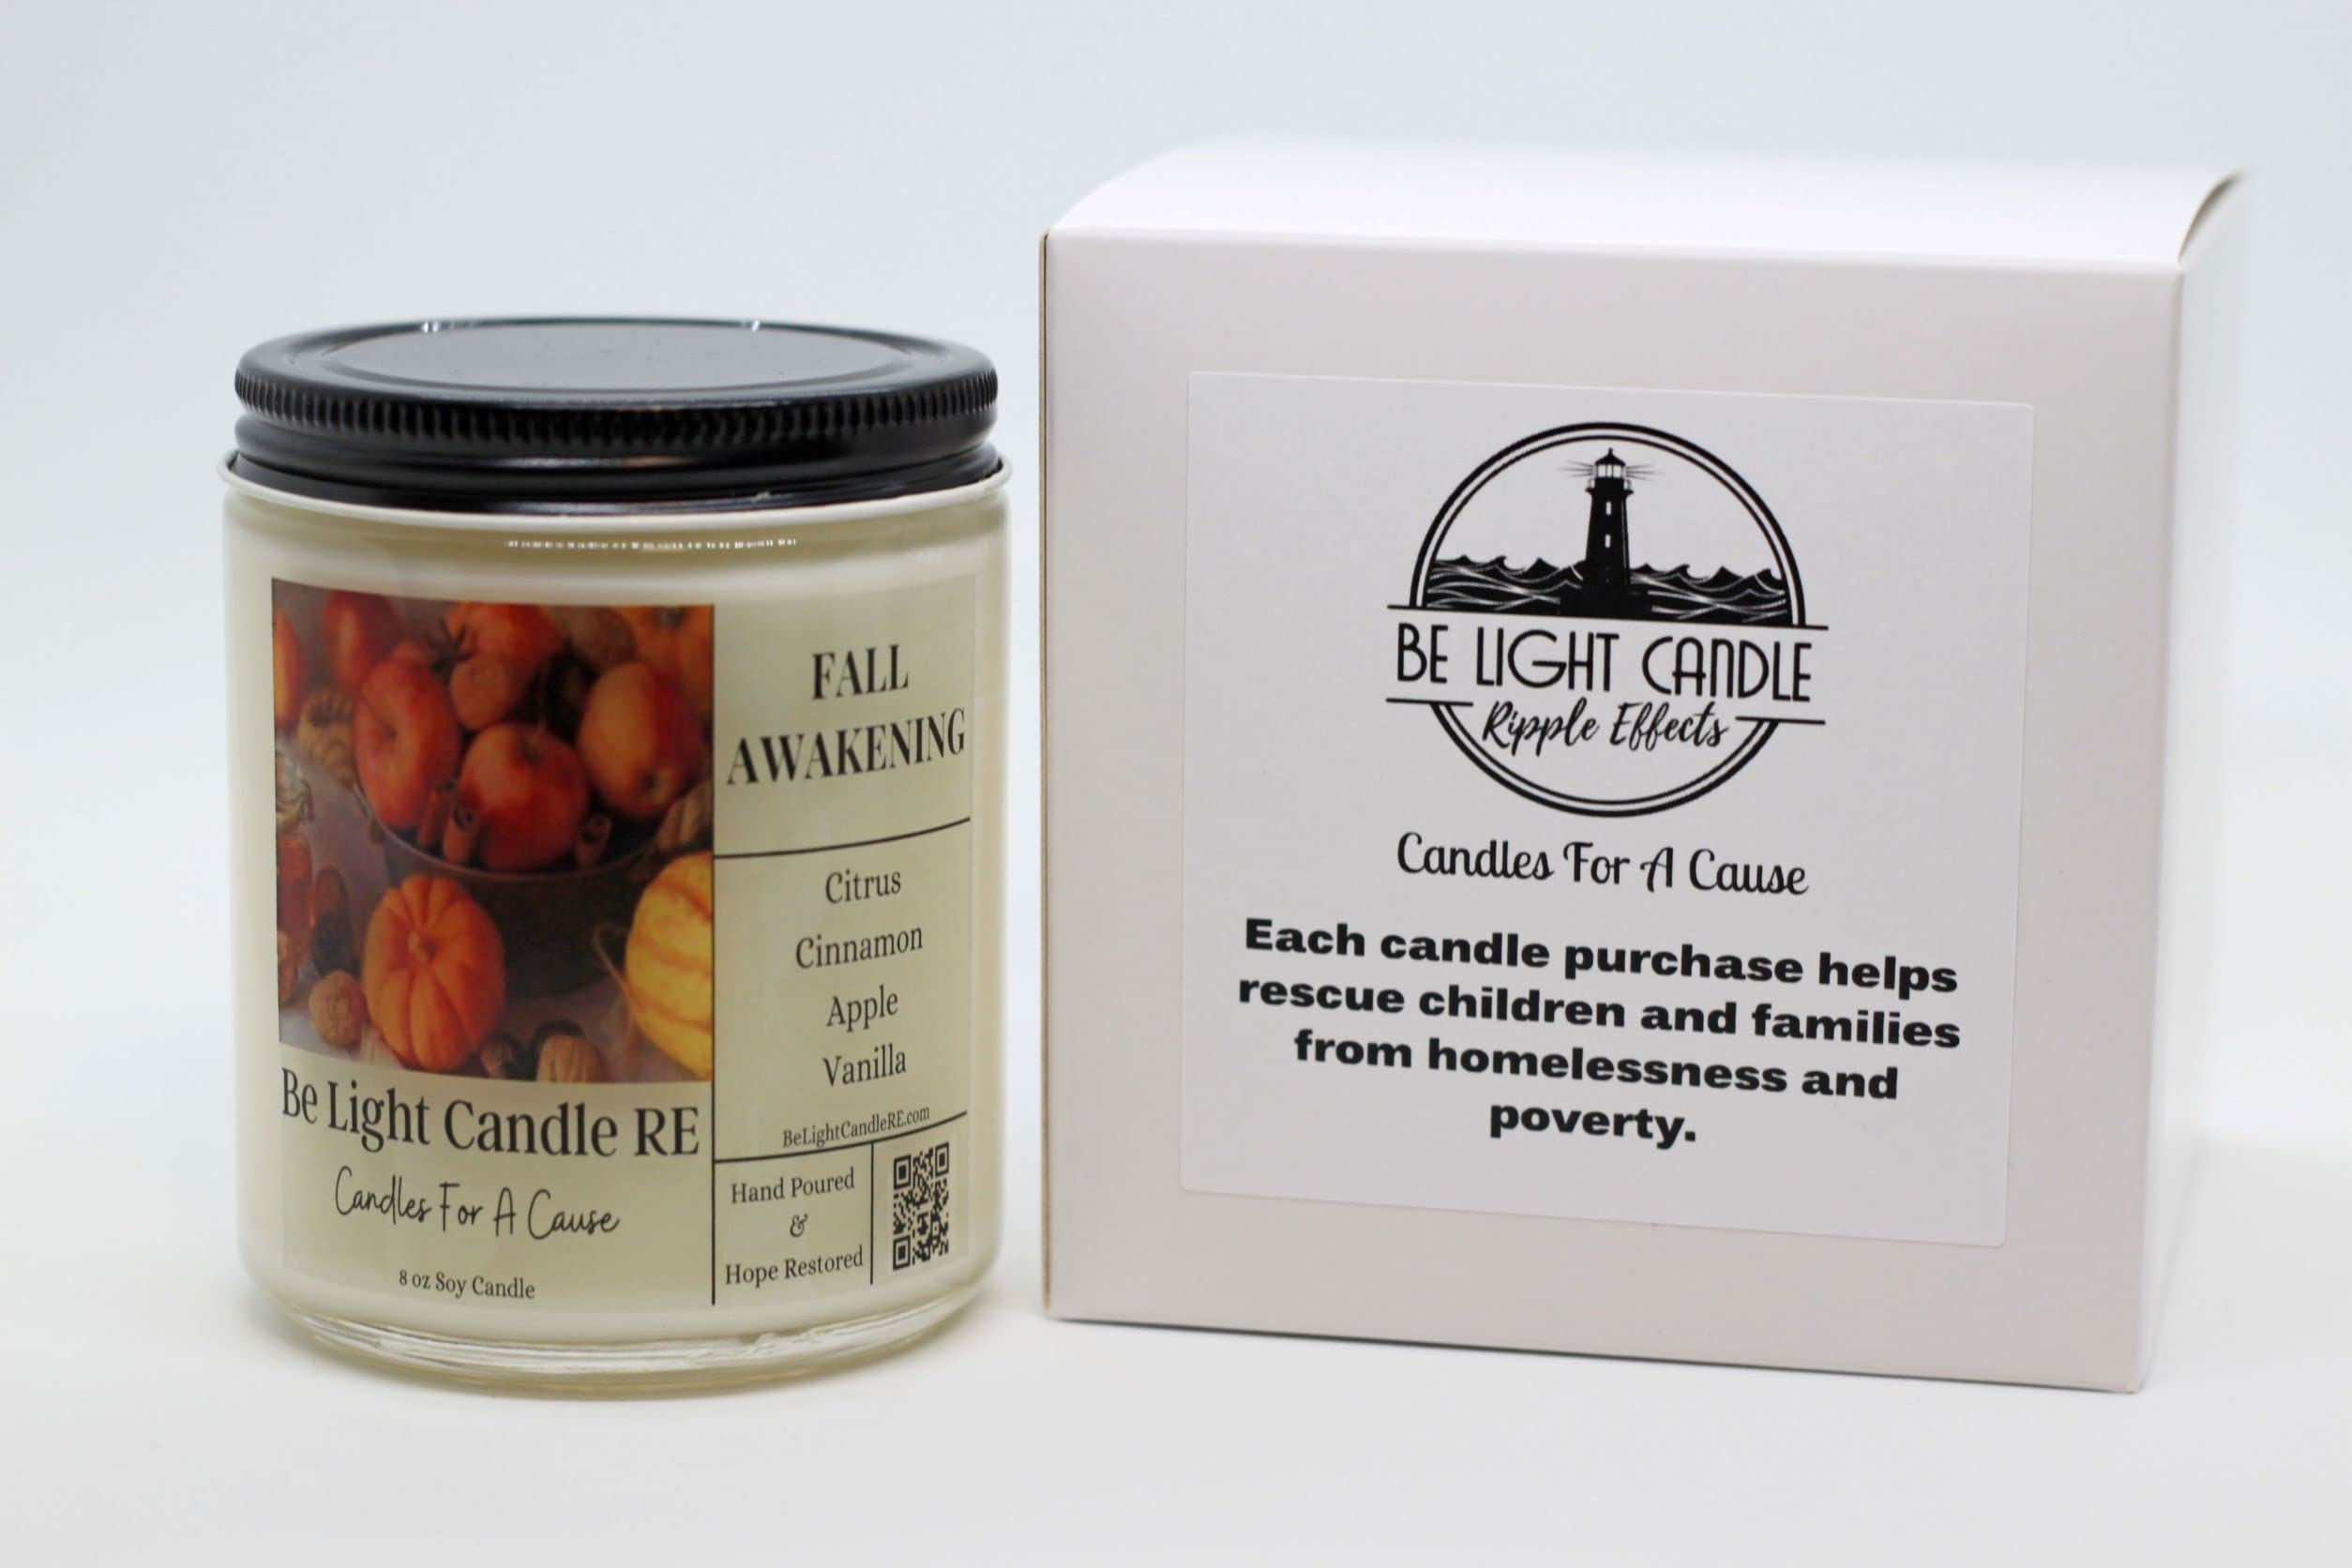 FALL
AWAKENING
Citrus
Cinnamon
Apple
Vanilla
BeLightCandleRE.com
Be Light Candle RE
Candles For A Cause
8 oz Soy Candle
Hand Poured
&
Hope Restored
BE LIGHT CANDLE
Ripple Effects
Candles For A Cause
Each candle purchase helps
rescue children and families
from homelessness and
poverty.